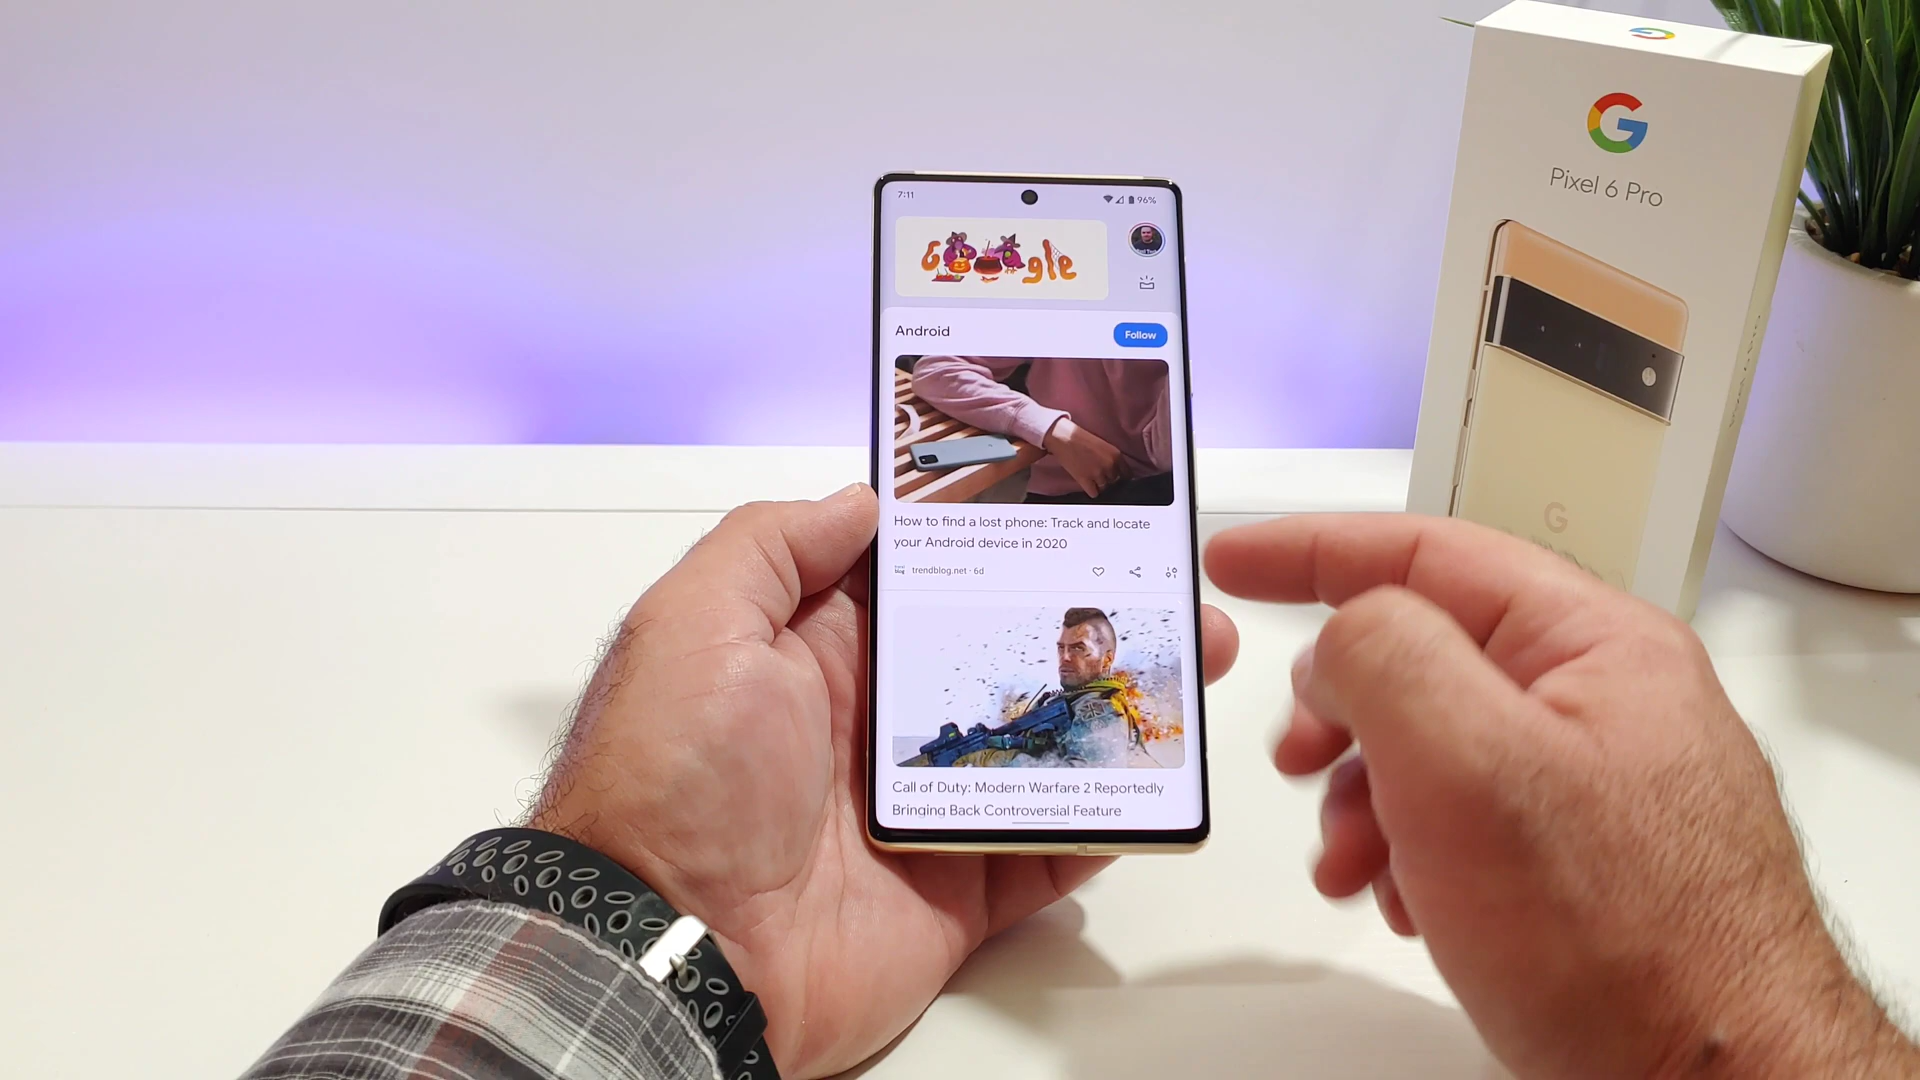 7:11
96%
Google
Android
Follow
How to find a lost phone: Track and locate
your Android device in 2020
trendblog.net · 6d
Call of Duty: Modern Warfare 2 Reportedly
Bringing Back Controversial Feature
G
Pixel 6 Pro
G